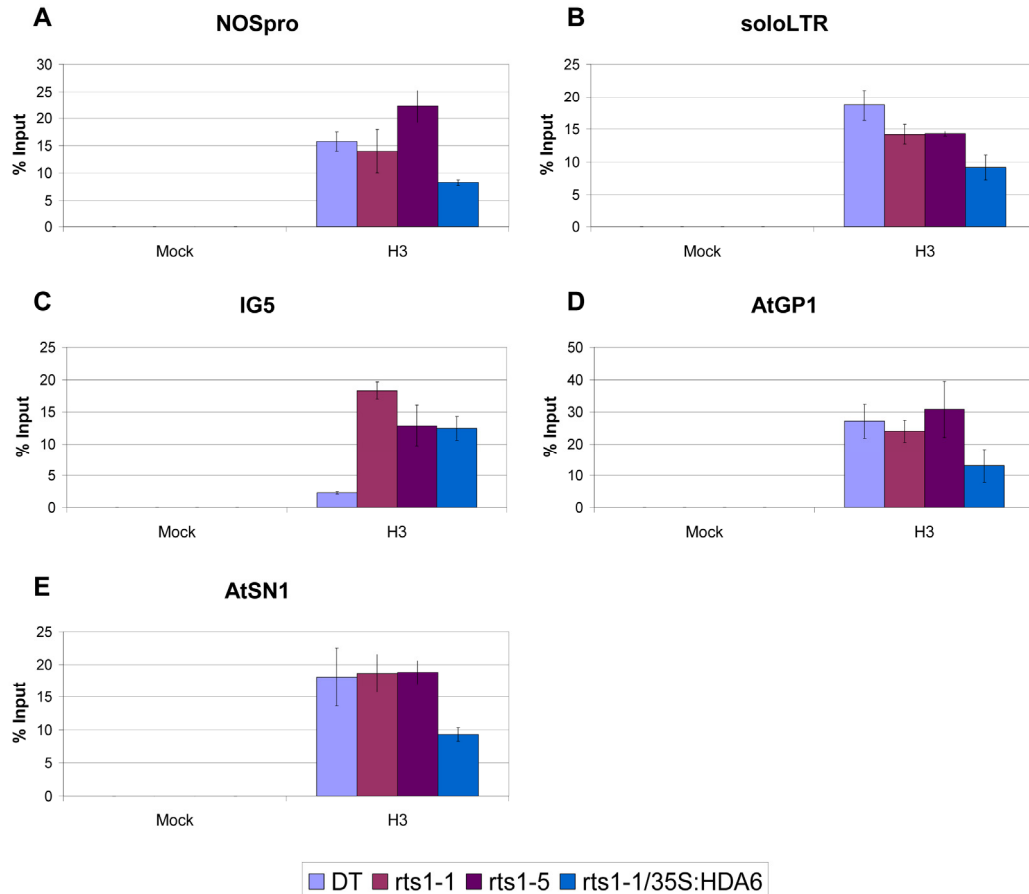 A
NOSpro
% Input
30
25
20
15
10
5
0
Mock
H3
B
soloLTR
% Input
25
20
15
10
5
0
Mock
H3
C
IG5
% Input
25
20
15
10
5
0
Mock
H3
D
AtGP1
% Input
50
40
30
20
10
0
Mock
H3
E
AtSN1
% Input
25
20
15
10
5
0
Mock
H3
DT rts1-1 rts1-5 rts1-1/35S:HDA6